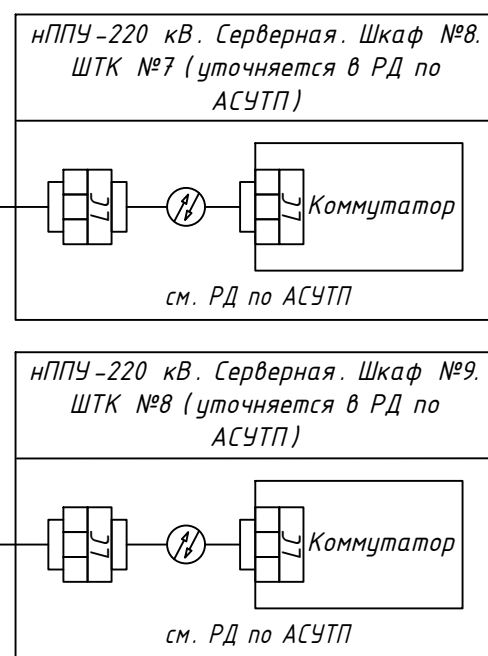 нППУ-220 кВ. Серверная. Шкаф №8.
ШТК №7 (уточняется в РД по
АСУТП)
LC
LC
Коммутатор
см. РД по АСУТП
нППУ-220 кВ. Серверная. Шкаф №9.
ШТК №8 (уточняется в РД по
АСУТП)
LC
LC
Коммутатор
см. РД по АСУТП